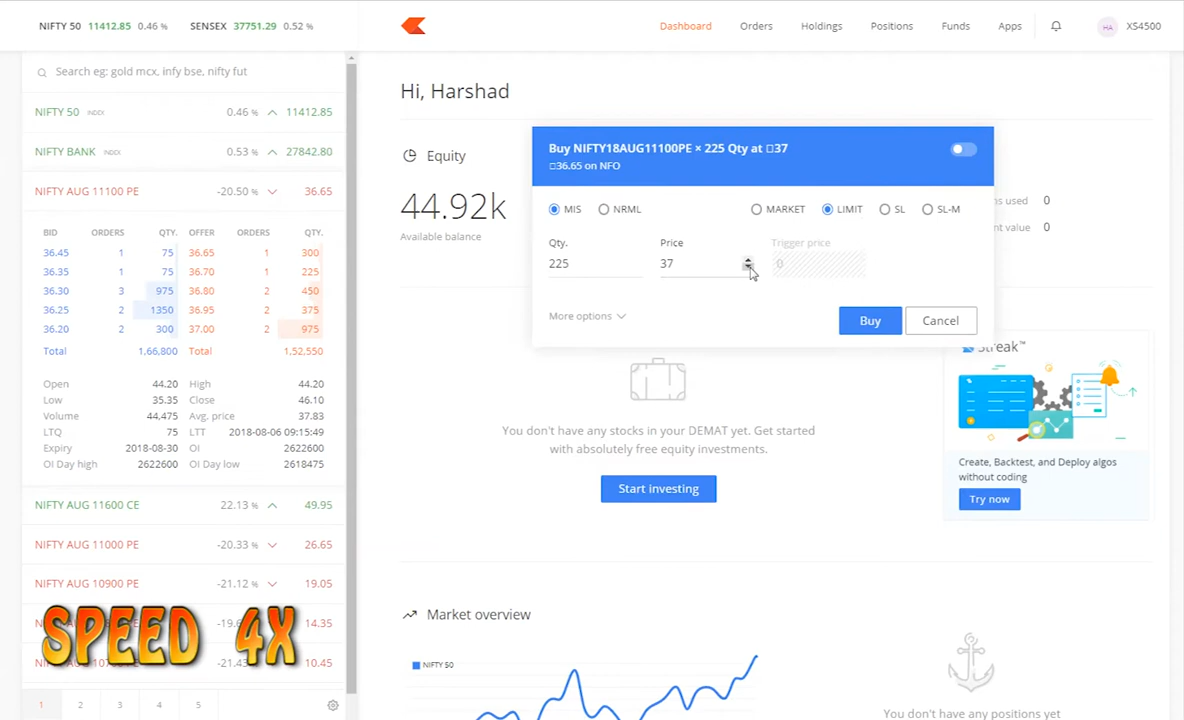 NIFTY 50 11412.85 0.46 % SENSEX 37751.29 0.52 %
Dashboard Orders Holdings Positions Funds Apps HA XS4500
Search eg: gold mcx, infy bse, nifty fut
NIFTY 50 INDEX 0.46 % 11412.85
NIFTY BANK INDEX 0.53 % 27842.80
NIFTY AUG 11100 PE -20.50 % 36.65
BID ORDERS QTY. OFFER ORDERS QTY.
36.45 1 75 36.65 1 300
36.35 1 75 36.70 1 225
36.30 3 975 36.80 2 450
36.25 2 1350 36.95 2 375
36.20 2 300 37.00 2 975
Total 1,66,800 Total 1,52,550
Open 44.20 High 44.20
Low 35.35 Close 46.10
Volume 44,475 Avg. price 37.83
LTQ 75 LTT 2018-08-06 09:15:49
Expiry 2018-08-30 OI 2622600
OI Day high 2622600 OI Day low 2618475
NIFTY AUG 11600 CE 22.13 % 49.95
NIFTY AUG 11000 PE -20.33 % 26.65
NIFTY AUG 10900 PE -21.12 % 19.05
14.35
10.45
SPEED 4X
1 2 3 4 5
Hi, Harshad
Equity
44.92k
Available balance
Buy NIFTY18AUG11100PE × 225 Qty at □37
□36.65 on NFO
MIS NRML MARKET LIMIT SL SL-M
Qty. Price Trigger price
225 37 0
More options
Buy Cancel
0
0
You don't have any stocks in your DEMAT yet. Get started
with absolutely free equity investments.
Start investing
Streak™
Create, Backtest, and Deploy algos
without coding
Try now
Market overview
NIFTY 50
You don't have any positions yet